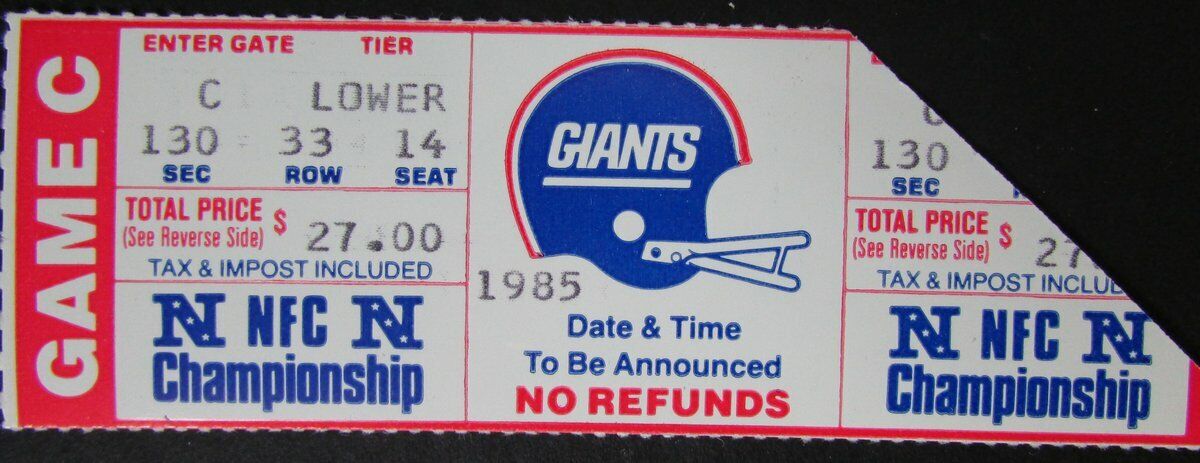 GAME C
ENTER GATE TIER
C LOWER
130 33 14
SEC ROW SEAT
TOTAL PRICE $ 27.00
(See Reverse Side)
TAX & IMPOST INCLUDED
N NFC N
Championship
GIANTS
1985
Date & Time
To Be Announced
NO REFUNDS
C
130
SEC
TOTAL PRICE $ 27
(See Reverse Side)
TAX & IMPOST INCLU
N NFC N
Championship